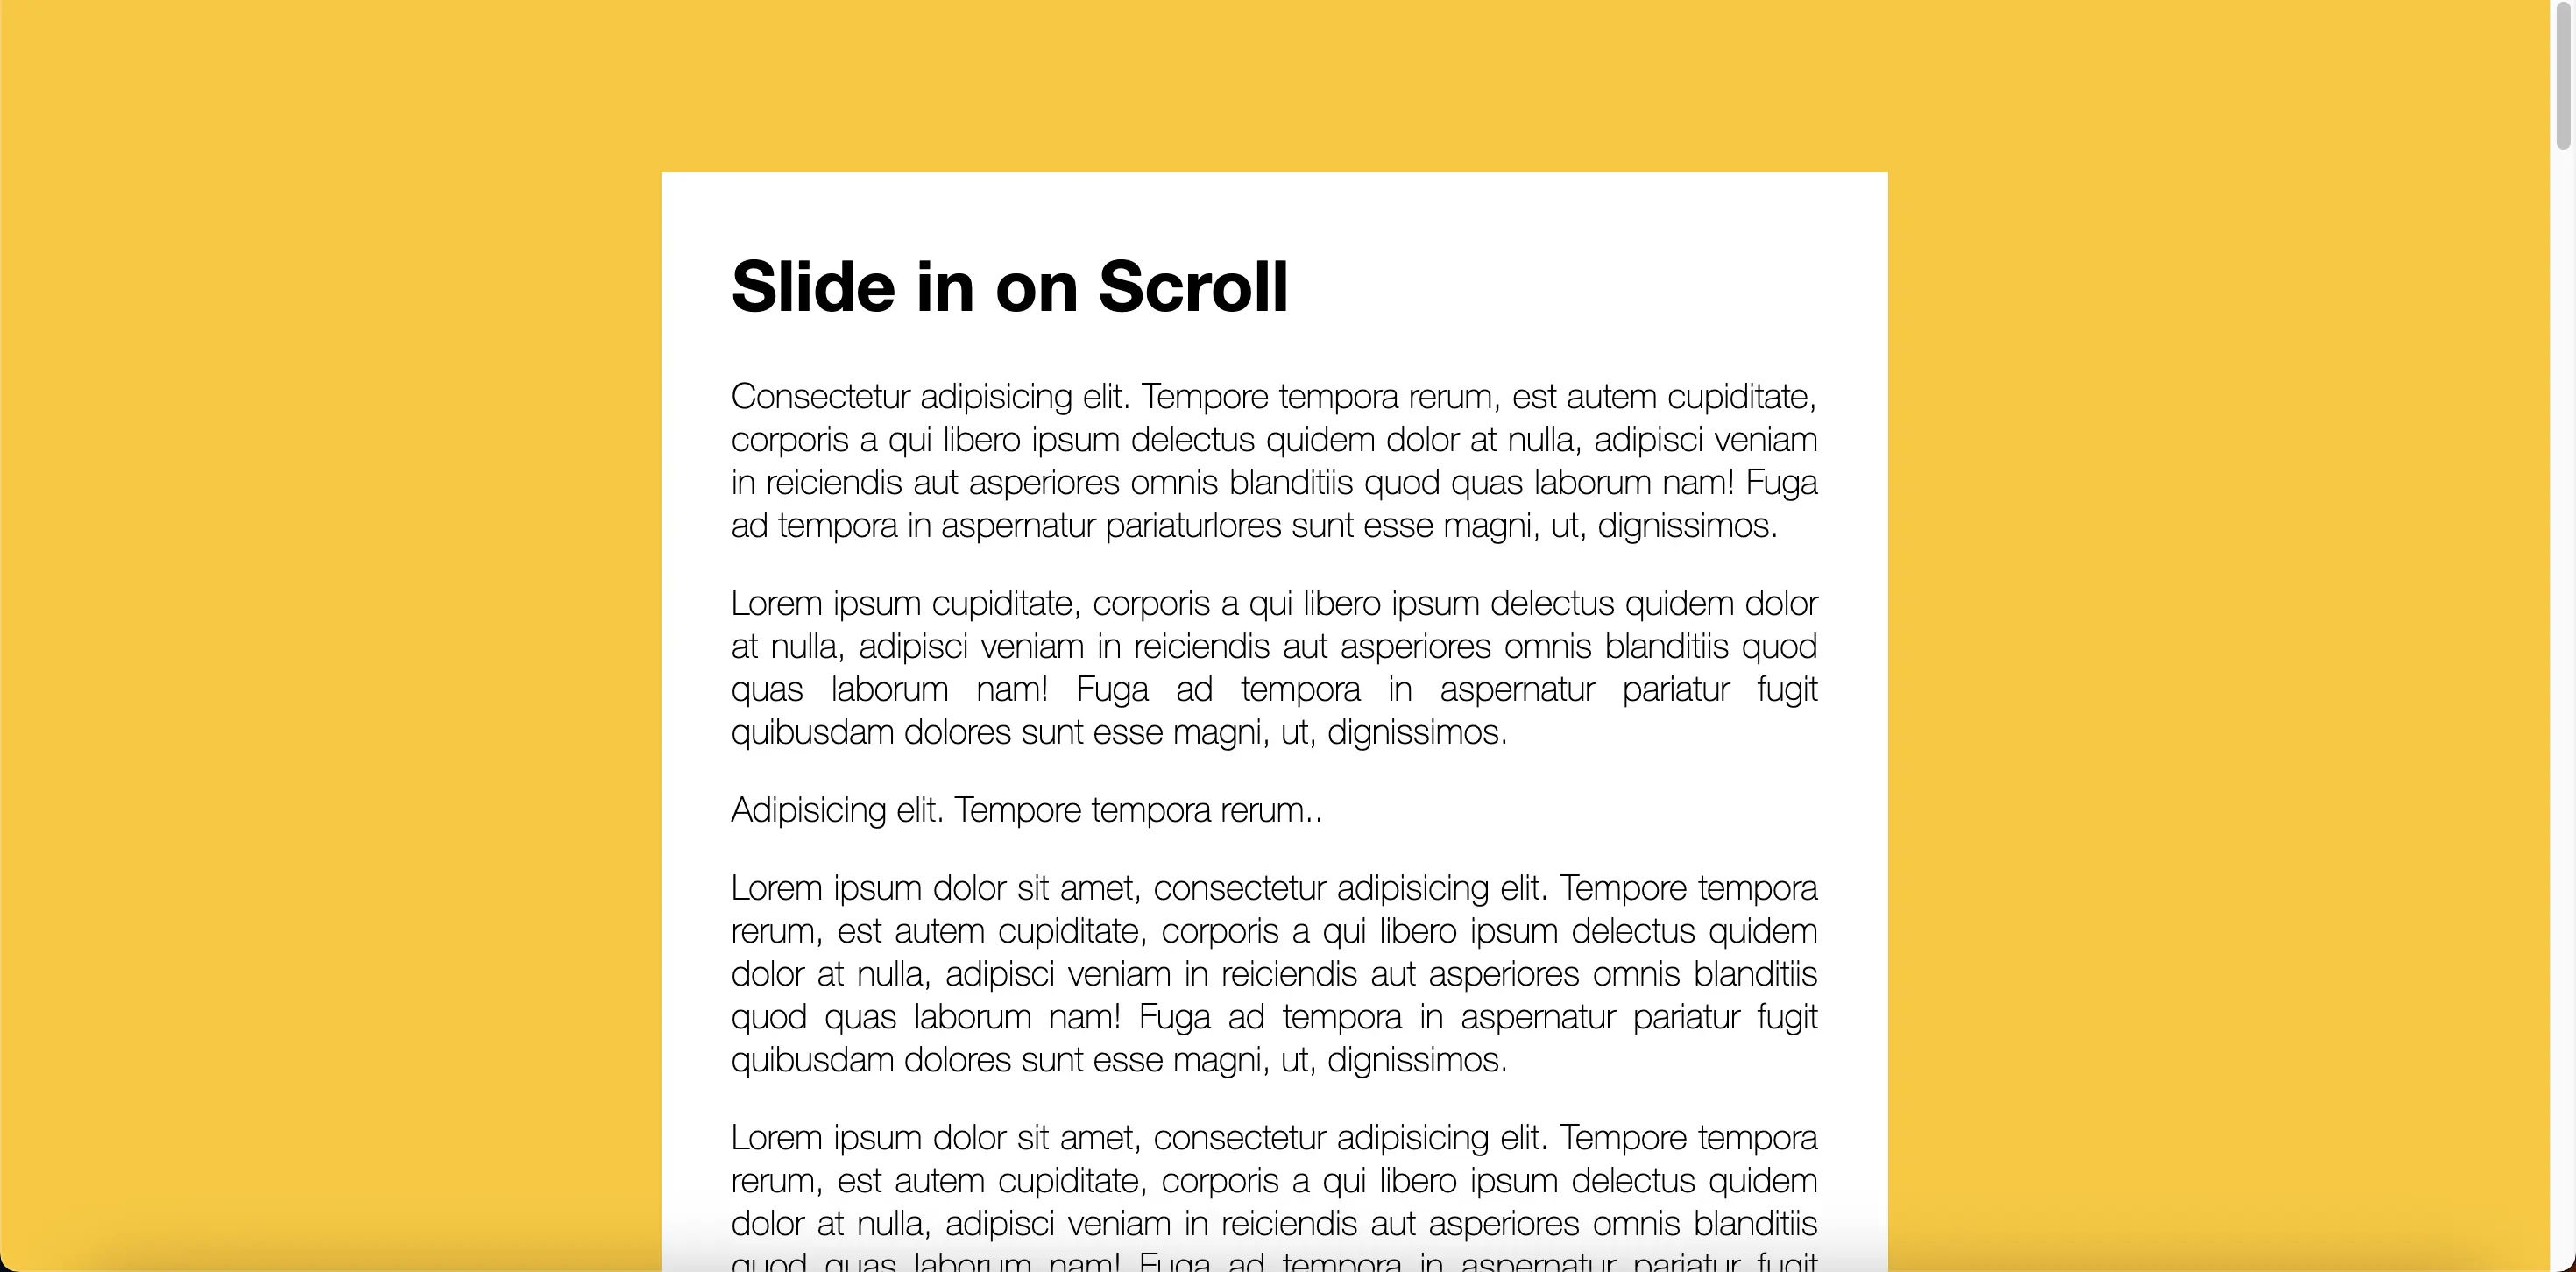 Slide in on Scroll
Consectetur adipisicing elit. Tempore tempora rerum, est autem cupiditate,
corporis a qui libero ipsum delectus quidem dolor at nulla, adipisci veniam
in reiciendis aut asperiores omnis blanditiis quod quas laborum nam! Fuga
ad tempora in aspernatur pariaturlores sunt esse magni, ut, dignissimos.
Lorem ipsum cupiditate, corporis a qui libero ipsum delectus quidem dolor
at nulla, adipisci veniam in reiciendis aut asperiores omnis blanditiis quod
quas laborum nam! Fuga ad tempora in aspernatur pariatur fugit
quibusdam dolores sunt esse magni, ut, dignissimos.
Adipisicing elit. Tempore tempora rerum..
Lorem ipsum dolor sit amet, consectetur adipisicing elit. Tempore tempora
rerum, est autem cupiditate, corporis a qui libero ipsum delectus quidem
dolor at nulla, adipisci veniam in reiciendis aut asperiores omnis blanditiis
quod quas laborum nam! Fuga ad tempora in aspernatur pariatur fugit
quibusdam dolores sunt esse magni, ut, dignissimos.
Lorem ipsum dolor sit amet, consectetur adipisicing elit. Tempore tempora
rerum, est autem cupiditate, corporis a qui libero ipsum delectus quidem
dolor at nulla, adipisci veniam in reiciendis aut asperiores omnis blanditiis
quod quas laborum nam! Fuga ad tempora in aspernatur pariatur fugit